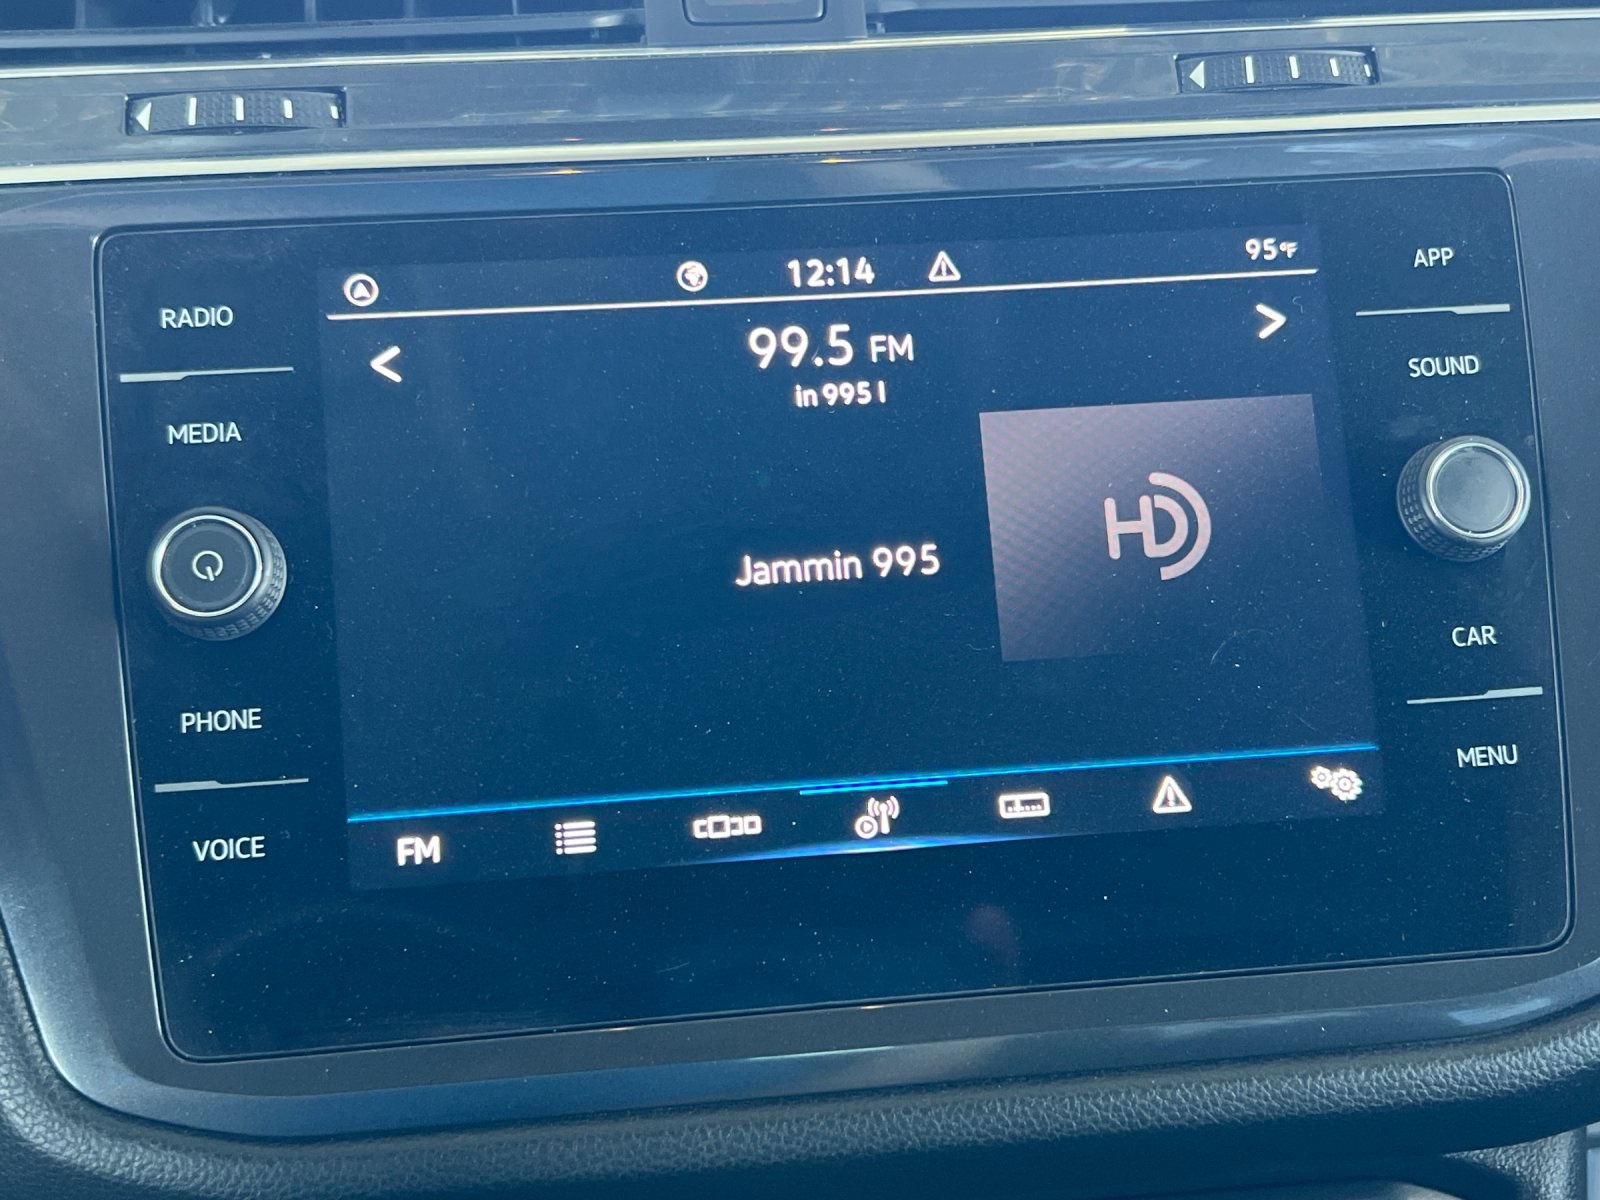 12:14
95°F
99.5 FM
in 995 l
HD
Jammin 995
FM
RADIO
MEDIA
PHONE
VOICE
APP
SOUND
CAR
MENU